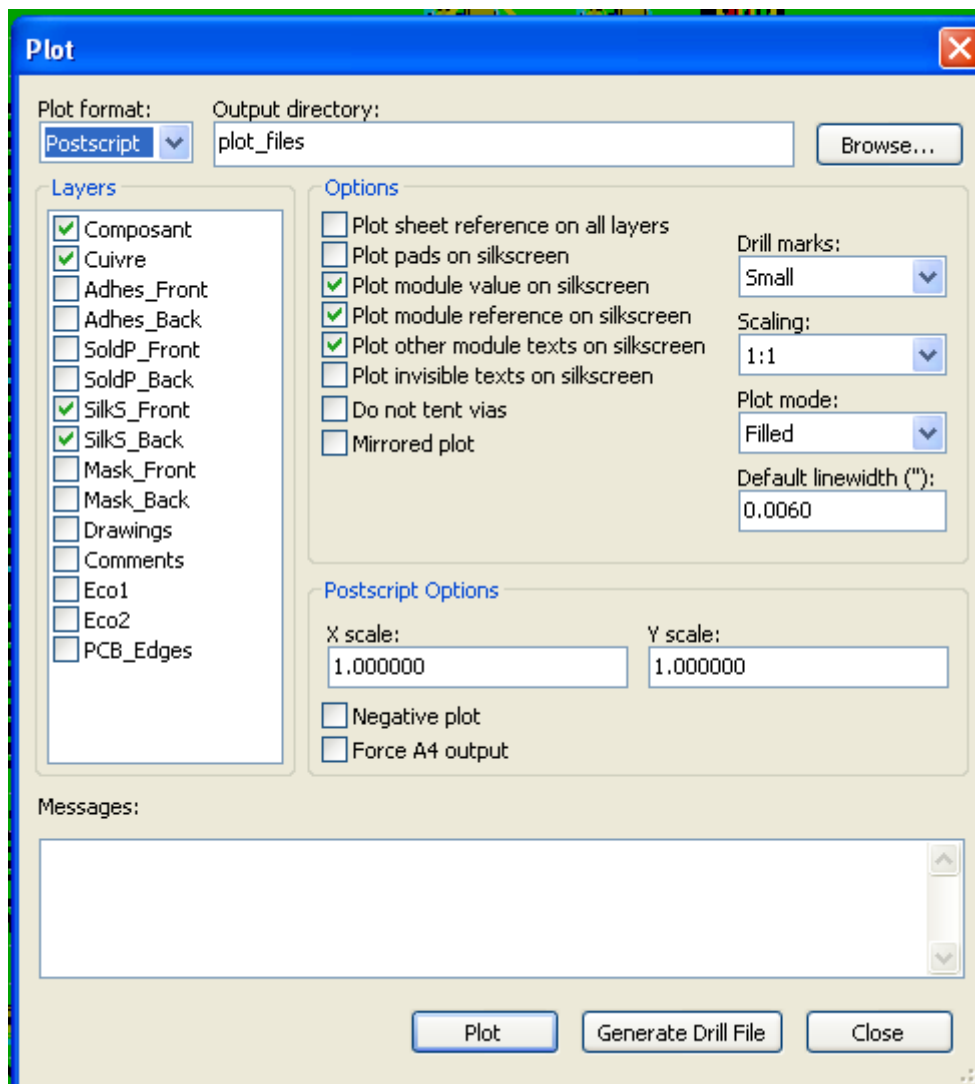 Plot
Plot format:
Output directory:
Postscript
plot_files
Browse...
Layers
Composant
Cuivre
Adhes_Front
Adhes_Back
SoldP_Front
SoldP_Back
SilkS_Front
SilkS_Back
Mask_Front
Mask_Back
Drawings
Comments
Eco1
Eco2
PCB_Edges
Options
Plot sheet reference on all layers
Plot pads on silkscreen
Plot module value on silkscreen
Plot module reference on silkscreen
Plot other module texts on silkscreen
Plot invisible texts on silkscreen
Do not tent vias
Mirrored plot
Drill marks:
Small
Scaling:
1:1
Plot mode:
Filled
Default linewidth ("):
0.0060
Postscript Options
X scale:
Y scale:
1.000000
1.000000
Negative plot
Force A4 output
Messages:
Plot
Generate Drill File
Close